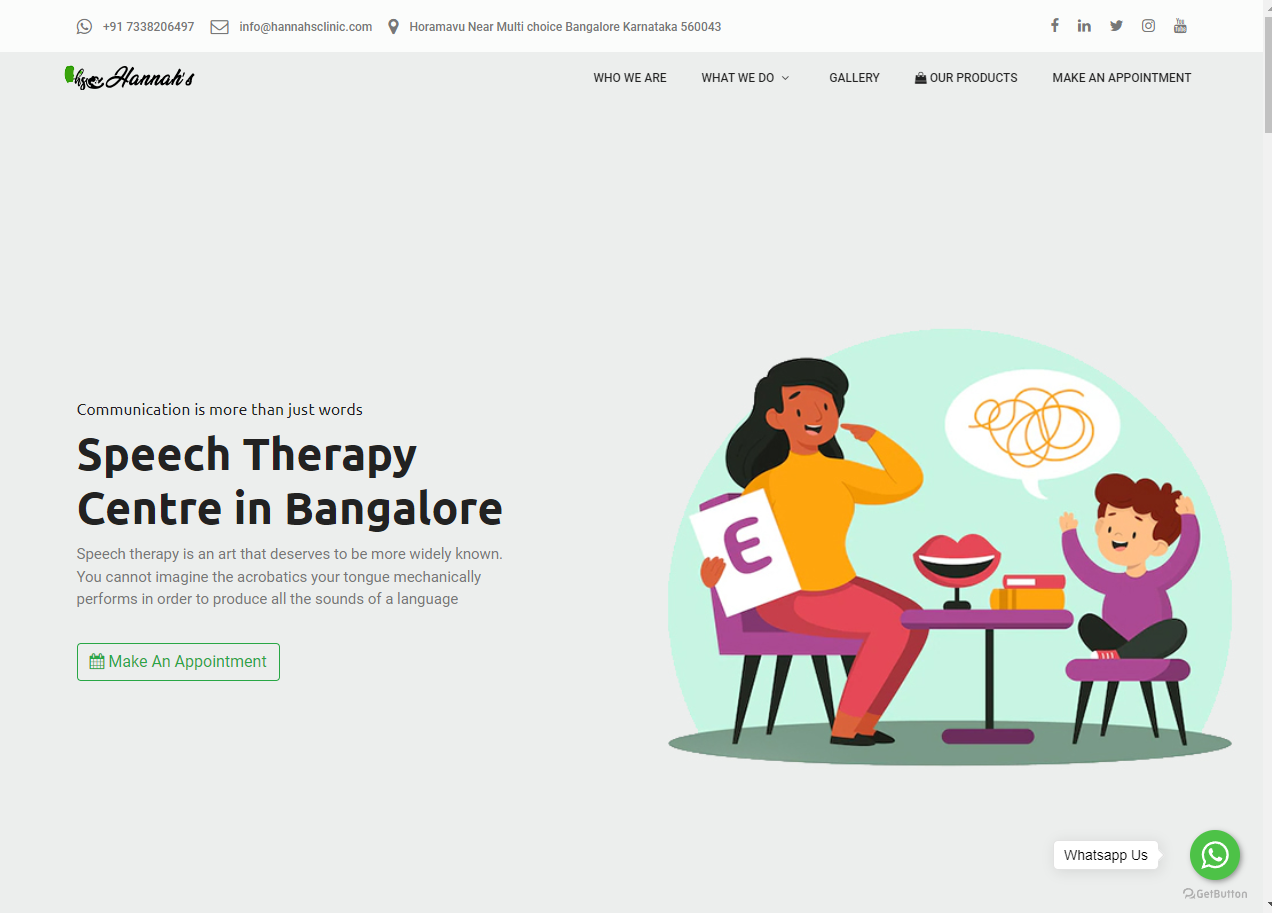 +91 7338206497 info@hannahsclinic.com Horamavu Near Multi choice Bangalore Karnataka 560043
You Tube
Hannah's
WHO WE ARE WHAT WE DO GALLERY OUR PRODUCTS MAKE AN APPOINTMENT
Communication is more than just words
Speech Therapy
Centre in Bangalore
Speech therapy is an art that deserves to be more widely known.
You cannot imagine the acrobatics your tongue mechanically
performs in order to produce all the sounds of a language
Make An Appointment
E
Whatsapp Us
GetButton